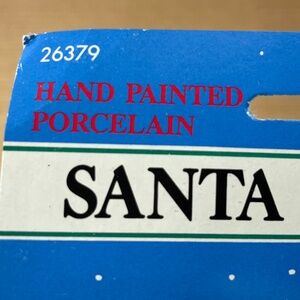 26379
HAND PAINTED
PORCELAIN
SANTA